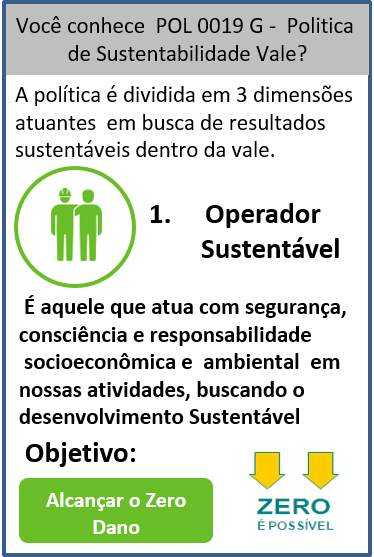 Você conhece POL 0019 G - Politica
de Sustentabilidade Vale?
A política é dividida em 3 dimensões
atuantes em busca de resultados
sustentáveis dentro da vale.
1. Operador
Sustentável
É aquele que atua com segurança,
consciência e responsabilidade
socioeconômica e ambiental em
nossas atividades, buscando o
desenvolvimento Sustentável
Objetivo:
Alcançar o Zero
Dano
ZERO
É POSSÍVEL